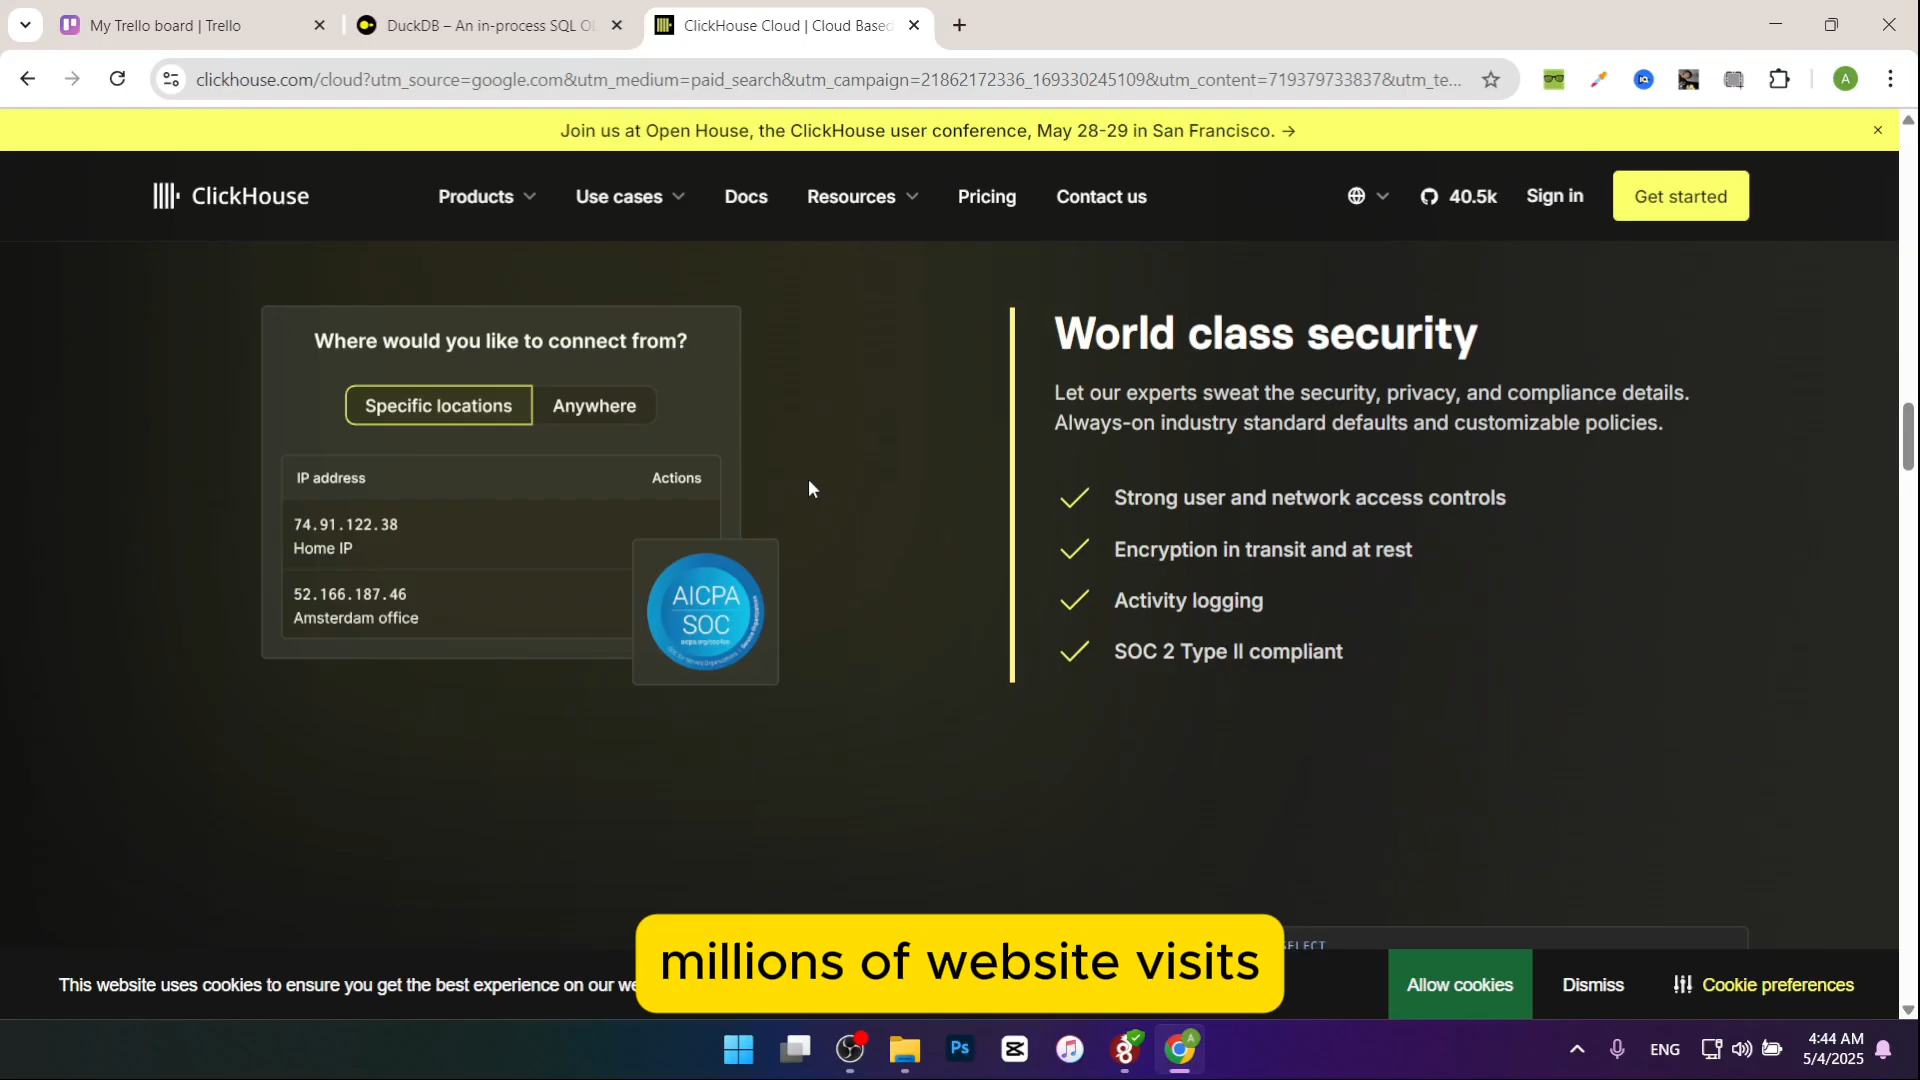 My Trello board | Trello
DuckDB – An in-process SQL OL
ClickHouse Cloud | Cloud Based
clickhouse.com/cloud?utm_source=google.com&utm_medium=paid_search&utm_campaign=21862172336_169330245109&utm_content=719379733837&utm_te...
A
Join us at Open House, the ClickHouse user conference, May 28-29 in San Francisco. →
ClickHouse
Products
Use cases
Docs
Resources
Pricing
Contact us
40.5k
Sign in
Get started
Where would you like to connect from?
Specific locations
Anywhere
IP address
Actions
74.91.122.38
Home IP
52.166.187.46
Amsterdam office
AICPA
SOC
World class security
Let our experts sweat the security, privacy, and compliance details.
Always-on industry standard defaults and customizable policies.
Strong user and network access controls
Encryption in transit and at rest
Activity logging
SOC 2 Type II compliant
millions of website visits
This website uses cookies to ensure you get the best experience on our we
Allow cookies
Dismiss
Cookie preferences
Ps
A
ENG
4:44 AM
5/4/2025